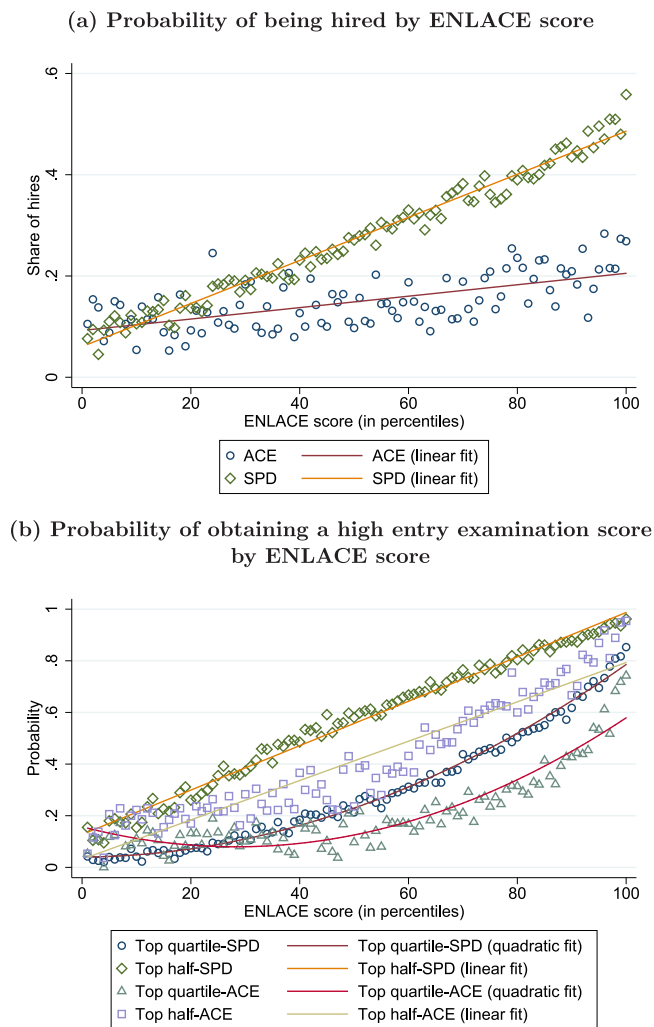 (a) Probability of being hired by ENLACE score
.6
.4
.2
0
Share of hires
0 20 40 60 80 100
ENLACE score (in percentiles)
ACE ACE (linear fit)
SPD SPD (linear fit)
(b) Probability of obtaining a high entry examination score
by ENLACE score
1
.8
.6
.4
.2
0
Probability
0 20 40 60 80 100
ENLACE score (in percentiles)
Top quartile-SPD Top quartile-SPD (quadratic fit)
Top half-SPD Top half-SPD (linear fit)
Top quartile-ACE Top quartile-ACE (quadratic fit)
Top half-ACE Top half-ACE (linear fit)